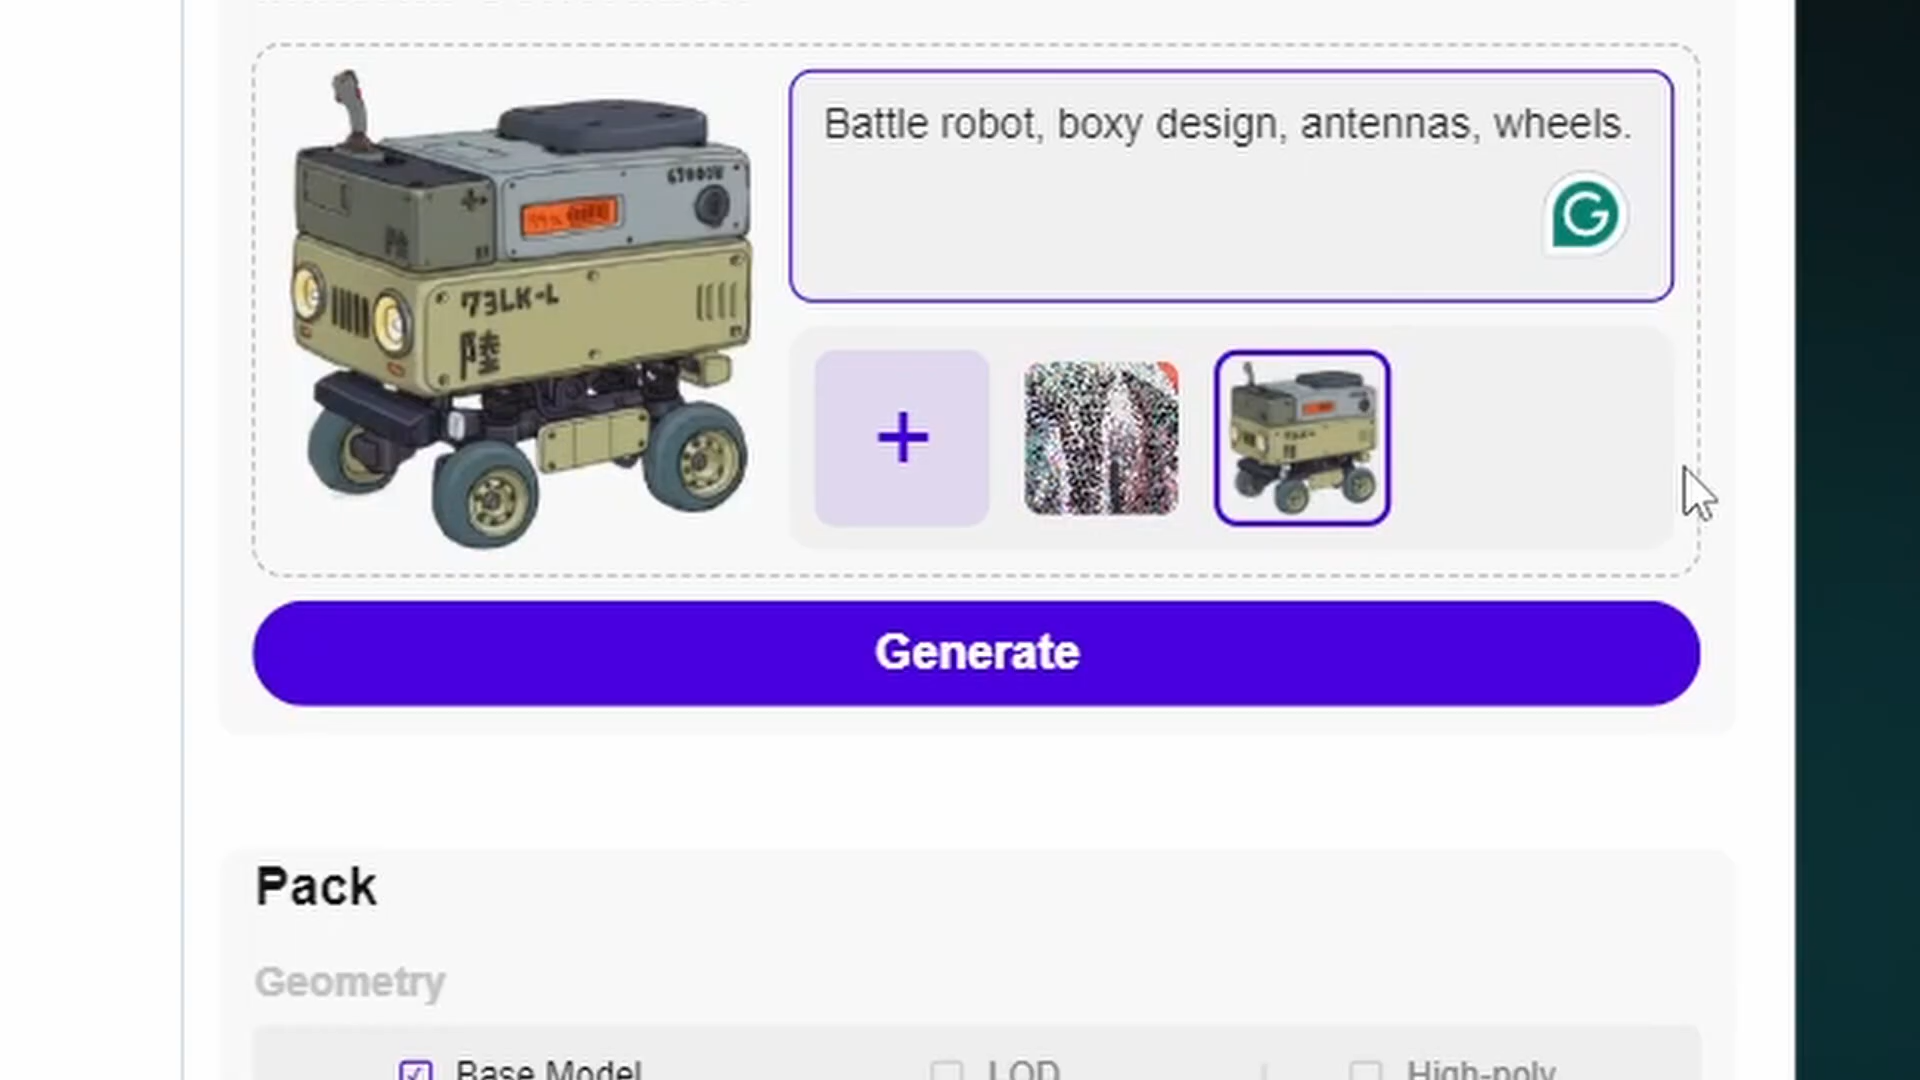 Battle robot, boxy design, antennas, wheels.
73LK-L
陸
Generate
Pack
Geometry
Base Model
LOD
High-poly